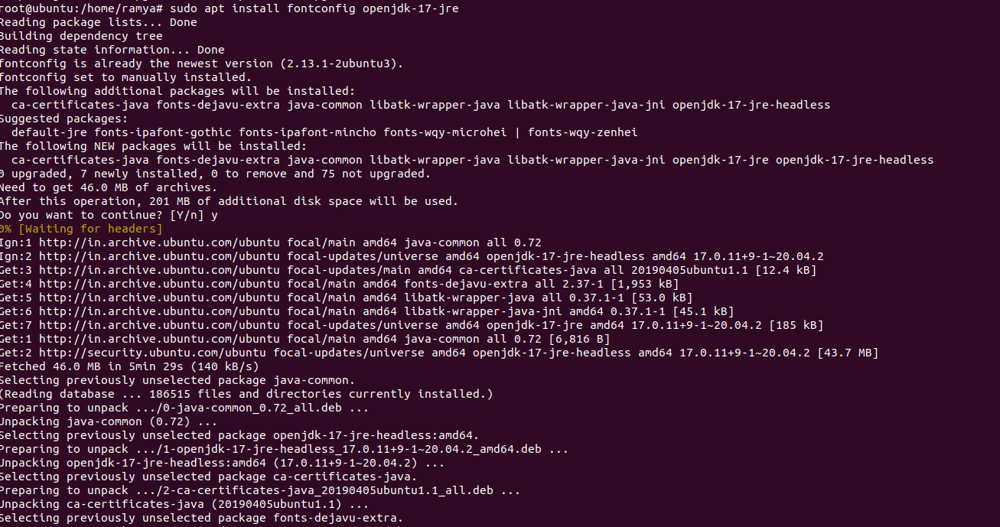 root@ubuntu:/home/ramya# sudo apt install fontconfig openjdk-17-jre
Reading package lists... Done
Building dependency tree
Reading state information... Done
fontconfig is already the newest version (2.13.1-2ubuntu3).
fontconfig set to manually installed.
The following additional packages will be installed:
  ca-certificates-java fonts-dejavu-extra java-common libatk-wrapper-java libatk-wrapper-java-jni openjdk-17-jre-headless
Suggested packages:
  default-jre fonts-ipafont-gothic fonts-ipafont-mincho fonts-wqy-microhei | fonts-wqy-zenhei
The following NEW packages will be installed:
  ca-certificates-java fonts-dejavu-extra java-common libatk-wrapper-java libatk-wrapper-java-jni openjdk-17-jre openjdk-17-jre-headless
0 upgraded, 7 newly installed, 0 to remove and 75 not upgraded.
Need to get 46.0 MB of archives.
After this operation, 201 MB of additional disk space will be used.
Do you want to continue? [Y/n] y
0% [Waiting for headers]
Ign:1 http://in.archive.ubuntu.com/ubuntu focal/main amd64 java-common all 0.72
Ign:2 http://in.archive.ubuntu.com/ubuntu focal-updates/universe amd64 openjdk-17-jre-headless amd64 17.0.11+9-1~20.04.2
Get:3 http://in.archive.ubuntu.com/ubuntu focal-updates/main amd64 ca-certificates-java all 20190405ubuntu1.1 [12.4 kB]
Get:4 http://in.archive.ubuntu.com/ubuntu focal/main amd64 fonts-dejavu-extra all 2.37-1 [1,953 kB]
Get:5 http://in.archive.ubuntu.com/ubuntu focal/main amd64 libatk-wrapper-java all 0.37.1-1 [53.0 kB]
Get:6 http://in.archive.ubuntu.com/ubuntu focal/main amd64 libatk-wrapper-java-jni amd64 0.37.1-1 [45.1 kB]
Get:7 http://in.archive.ubuntu.com/ubuntu focal-updates/universe amd64 openjdk-17-jre amd64 17.0.11+9-1~20.04.2 [185 kB]
Get:1 http://in.archive.ubuntu.com/ubuntu focal/main amd64 java-common all 0.72 [6,816 B]
Get:2 http://security.ubuntu.com/ubuntu focal-updates/universe amd64 openjdk-17-jre-headless amd64 17.0.11+9-1~20.04.2 [43.7 MB]
Fetched 46.0 MB in 5min 29s (140 kB/s)
Selecting previously unselected package java-common.
(Reading database ... 186515 files and directories currently installed.)
Preparing to unpack .../0-java-common_0.72_all.deb ...
Unpacking java-common (0.72) ...
Selecting previously unselected package openjdk-17-jre-headless:amd64.
Preparing to unpack .../1-openjdk-17-jre-headless_17.0.11+9-1~20.04.2_amd64.deb ...
Unpacking openjdk-17-jre-headless:amd64 (17.0.11+9-1~20.04.2) ...
Selecting previously unselected package ca-certificates-java.
Preparing to unpack .../2-ca-certificates-java_20190405ubuntu1.1_all.deb ...
Unpacking ca-certificates-java (20190405ubuntu1.1) ...
Selecting previously unselected package fonts-dejavu-extra.